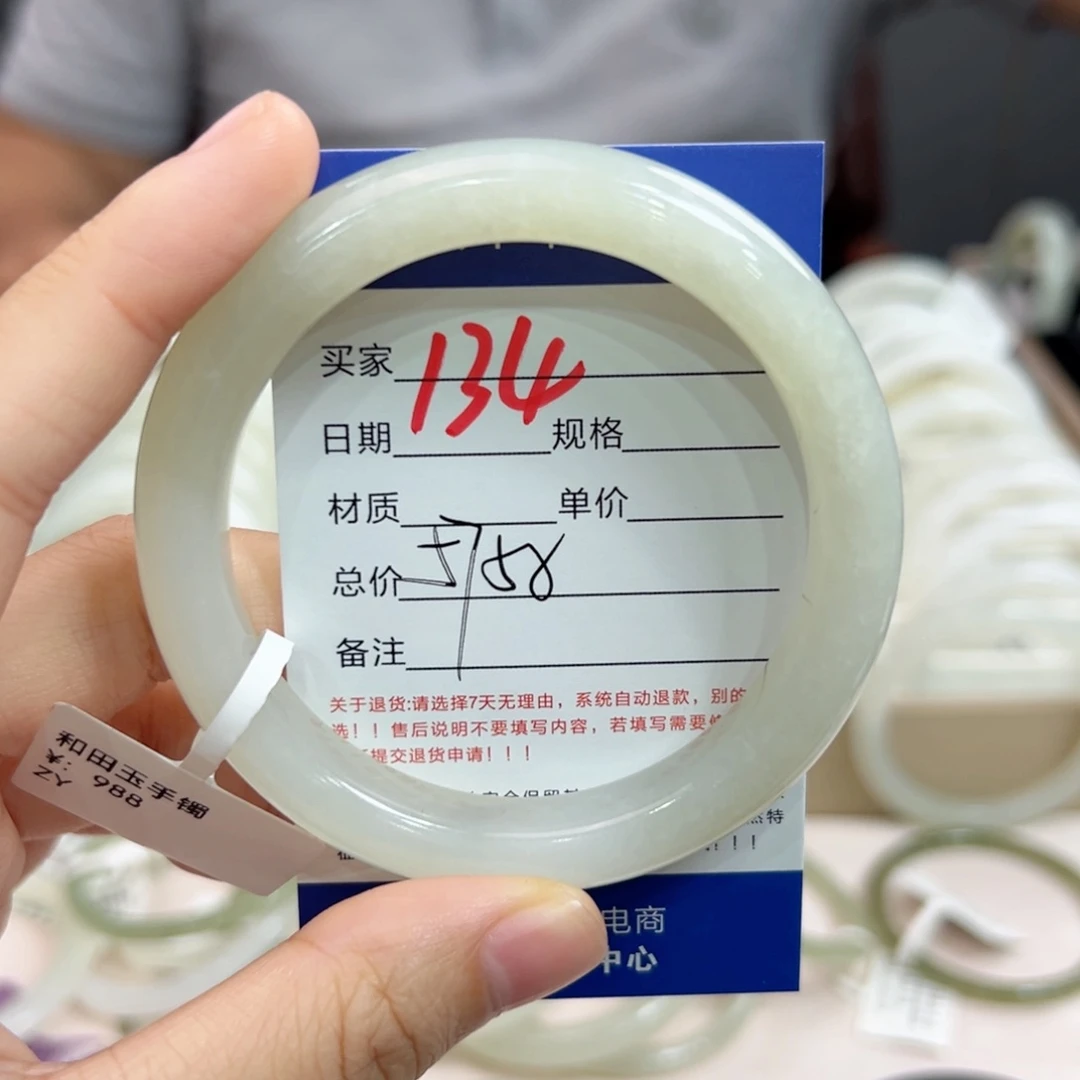 买家 134
日期 规格
材质 单价
总价
备注
关于退货:请选择7天无理由，系统自动退款，别的
选！！售后说明不要填写内容，若填写需要
提交退货申请！！！
电商
中心
和田玉手镯
ZY 988